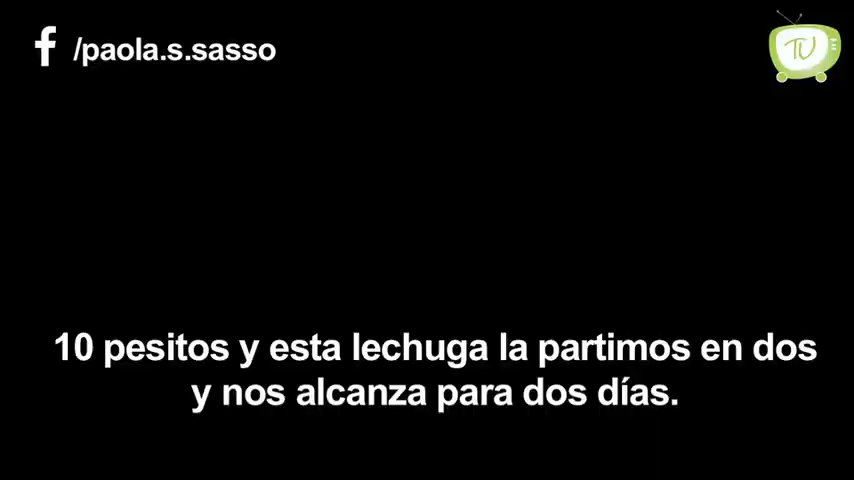 f /paola.s.sasso
TU
10 pesitos y esta lechuga la partimos en dos
y nos alcanza para dos días.